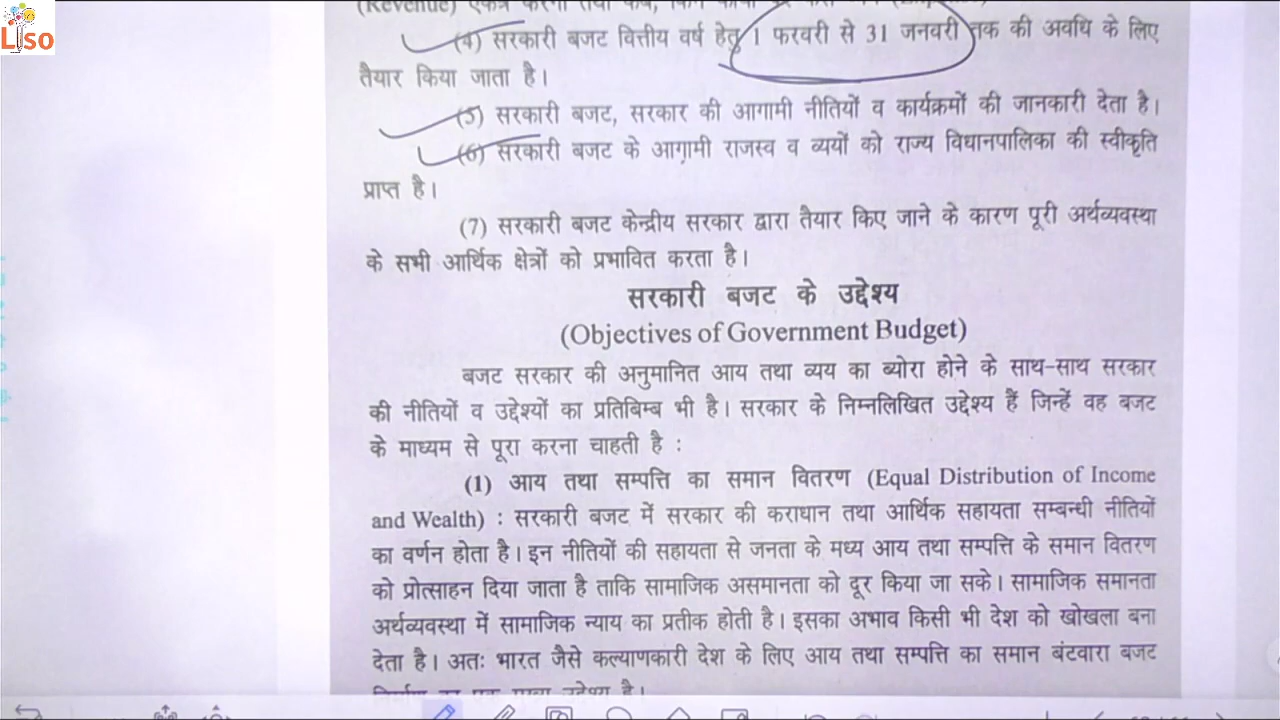 Liso
(Revenue) एकत्र करना तथा
(4) सरकारी बजट वित्तीय वर्ष हेतु 1 फरवरी से 31 जनवरी तक की अवधि के लिए
तैयार किया जाता है।
(5) सरकारी बजट, सरकार की आगामी नीतियों व कार्यक्रमों की जानकारी देता है।
(6) सरकारी बजट के आगामी राजस्व व व्ययों को राज्य विधानपालिका की स्वीकृति
प्राप्त है।
(7) सरकारी बजट केन्द्रीय सरकार द्वारा तैयार किए जाने के कारण पूरी अर्थव्यवस्था
के सभी आर्थिक क्षेत्रों को प्रभावित करता है।
सरकारी बजट के उद्देश्य
(Objectives of Government Budget)
बजट सरकार की अनुमानित आय तथा व्यय का ब्योरा होने के साथ-साथ सरकार
की नीतियों व उद्देश्यों का प्रतिबिम्ब भी है। सरकार के निम्नलिखित उद्देश्य हैं जिन्हें वह बजट
के माध्यम से पूरा करना चाहती है :
(1) आय तथा सम्पत्ति का समान वितरण (Equal Distribution of Income
and Wealth) : सरकारी बजट में सरकार की कराधान तथा आर्थिक सहायता सम्बन्धी नीतियों
का वर्णन होता है। इन नीतियों की सहायता से जनता के मध्य आय तथा सम्पत्ति के समान वितरण
को प्रोत्साहन दिया जाता है ताकि सामाजिक असमानता को दूर किया जा सके। सामाजिक समानता
अर्थव्यवस्था में सामाजिक न्याय का प्रतीक होती है। इसका अभाव किसी भी देश को खोखला बना
देता है। अतः भारत जैसे कल्याणकारी देश के लिए आय तथा सम्पत्ति का समान बंटवारा बजट